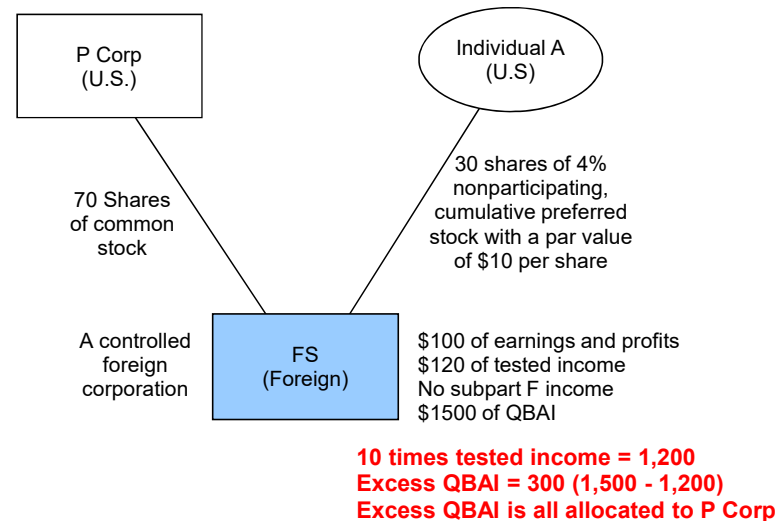 P Corp
(U.S.)
Individual A
(U.S)
70 Shares
of common
stock
30 shares of 4%
nonparticipating,
cumulative preferred
stock with a par value
of $10 per share
A controlled
foreign
corporation
FS
(Foreign)
$100 of earnings and profits
$120 of tested income
No subpart F income
$1500 of QBAI
10 times tested income = 1,200
Excess QBAI = 300 (1,500 - 1,200)
Excess QBAI is all allocated to P Corp